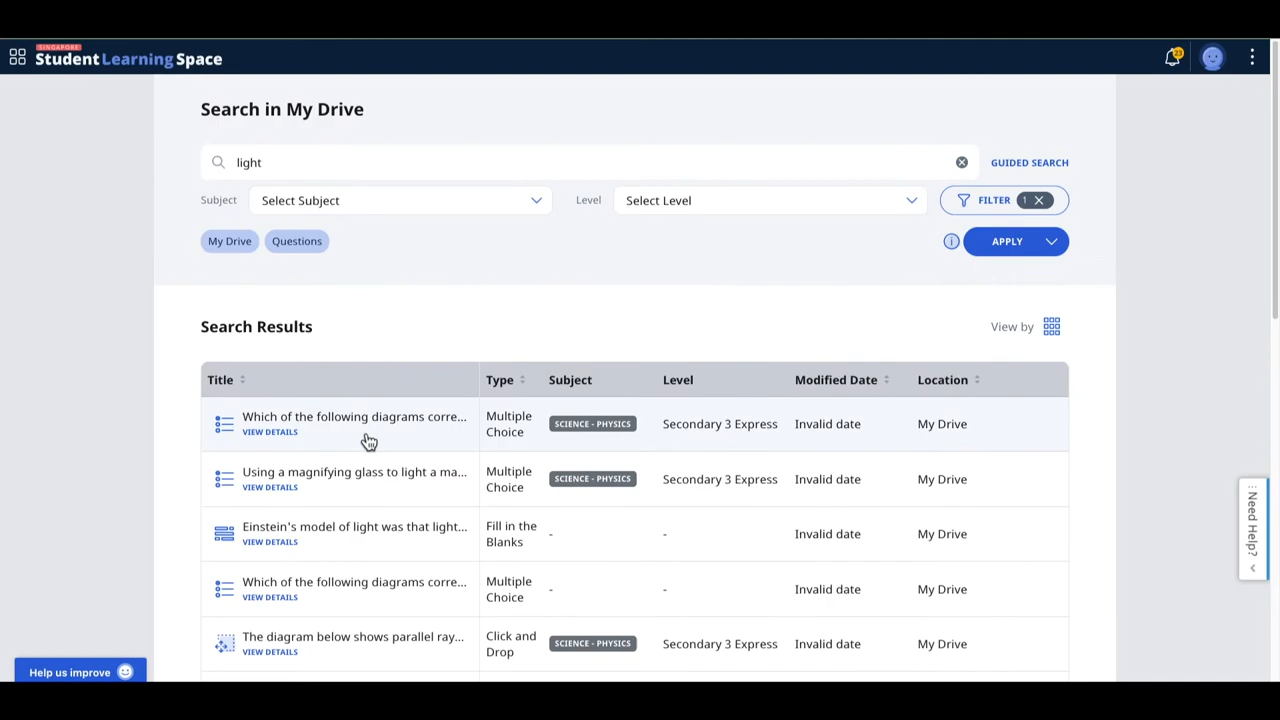 SINGAPORE
StudentLearningSpace
23
Search in My Drive
light
GUIDED SEARCH
Subject Select Subject Level Select Level FILTER 1
My Drive Questions APPLY
Search Results View by
Title Type Subject Level Modified Date Location
Which of the following diagrams corre... Multiple Choice SCIENCE - PHYSICS Secondary 3 Express Invalid date My Drive
VIEW DETAILS
Using a magnifying glass to light a ma... Multiple Choice SCIENCE - PHYSICS Secondary 3 Express Invalid date My Drive
VIEW DETAILS
Einstein's model of light was that light... Fill in the Blanks - - Invalid date My Drive
VIEW DETAILS
Which of the following diagrams corre... Multiple Choice - - Invalid date My Drive
VIEW DETAILS
The diagram below shows parallel ray... Click and Drop SCIENCE - PHYSICS Secondary 3 Express Invalid date My Drive
VIEW DETAILS
Need Help?
Help us improve